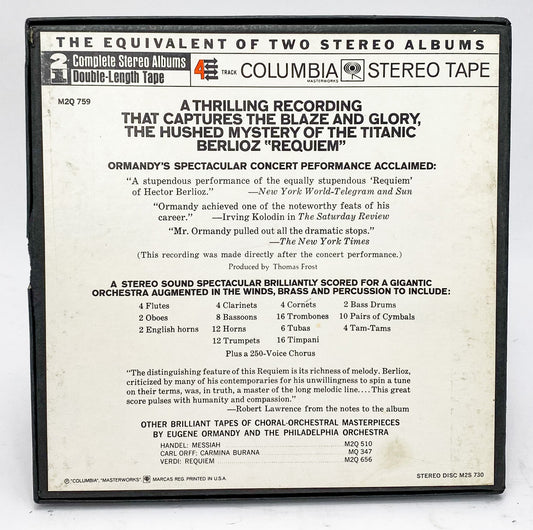 THE EQUIVALENT OF TWO STEREO ALBUMS
2 in 1 Complete Stereo Albums
Double-Length Tape
4 TRACK COLUMBIA MASTERWORKS STEREO TAPE
M2Q 759
A THRILLING RECORDING
THAT CAPTURES THE BLAZE AND GLORY,
THE HUSHED MYSTERY OF THE TITANIC
BERLIOZ "REQUIEM"
ORMANDY'S SPECTACULAR CONCERT PEFORMANCE ACCLAIMED:
"A stupendous performance of the equally stupendous 'Requiem'
of Hector Berlioz." —New York World-Telegram and Sun
"Ormandy achieved one of the noteworthy feats of his
career." —Irving Kolodin in The Saturday Review
"Mr. Ormandy pulled out all the dramatic stops."
—The New York Times
(This recording was made directly after the concert performance.)
Produced by Thomas Frost
A STEREO SOUND SPECTACULAR BRILLIANTLY SCORED FOR A GIGANTIC
ORCHESTRA AUGMENTED IN THE WINDS, BRASS AND PERCUSSION TO INCLUDE:
4 Flutes 4 Clarinets 4 Cornets 2 Bass Drums
2 Oboes 8 Bassoons 16 Trombones 10 Pairs of Cymbals
2 English horns 12 Horns 6 Tubas 4 Tam-Tams
12 Trumpets 16 Timpani
Plus a 250-Voice Chorus
"The distinguishing feature of this Requiem is its richness of melody. Berlioz,
criticized by many of his contemporaries for his unwillingness to spin a tune
on their terms, was, in truth, a master of the long melodic line.... This great
score pulses with humanity and compassion."
—Robert Lawrence from the notes to the album
OTHER BRILLIANT TAPES OF CHORAL-ORCHESTRAL MASTERPIECES
BY EUGENE ORMANDY AND THE PHILADELPHIA ORCHESTRA
HANDEL: MESSIAH M2Q 510
CARL ORFF: CARMINA BURANA MQ 347
VERDI: REQUIEM M2Q 656
℗ "COLUMBIA", "MASTERWORKS", MARCAS REG. PRINTED IN U.S.A. STEREO DISC M2S 730